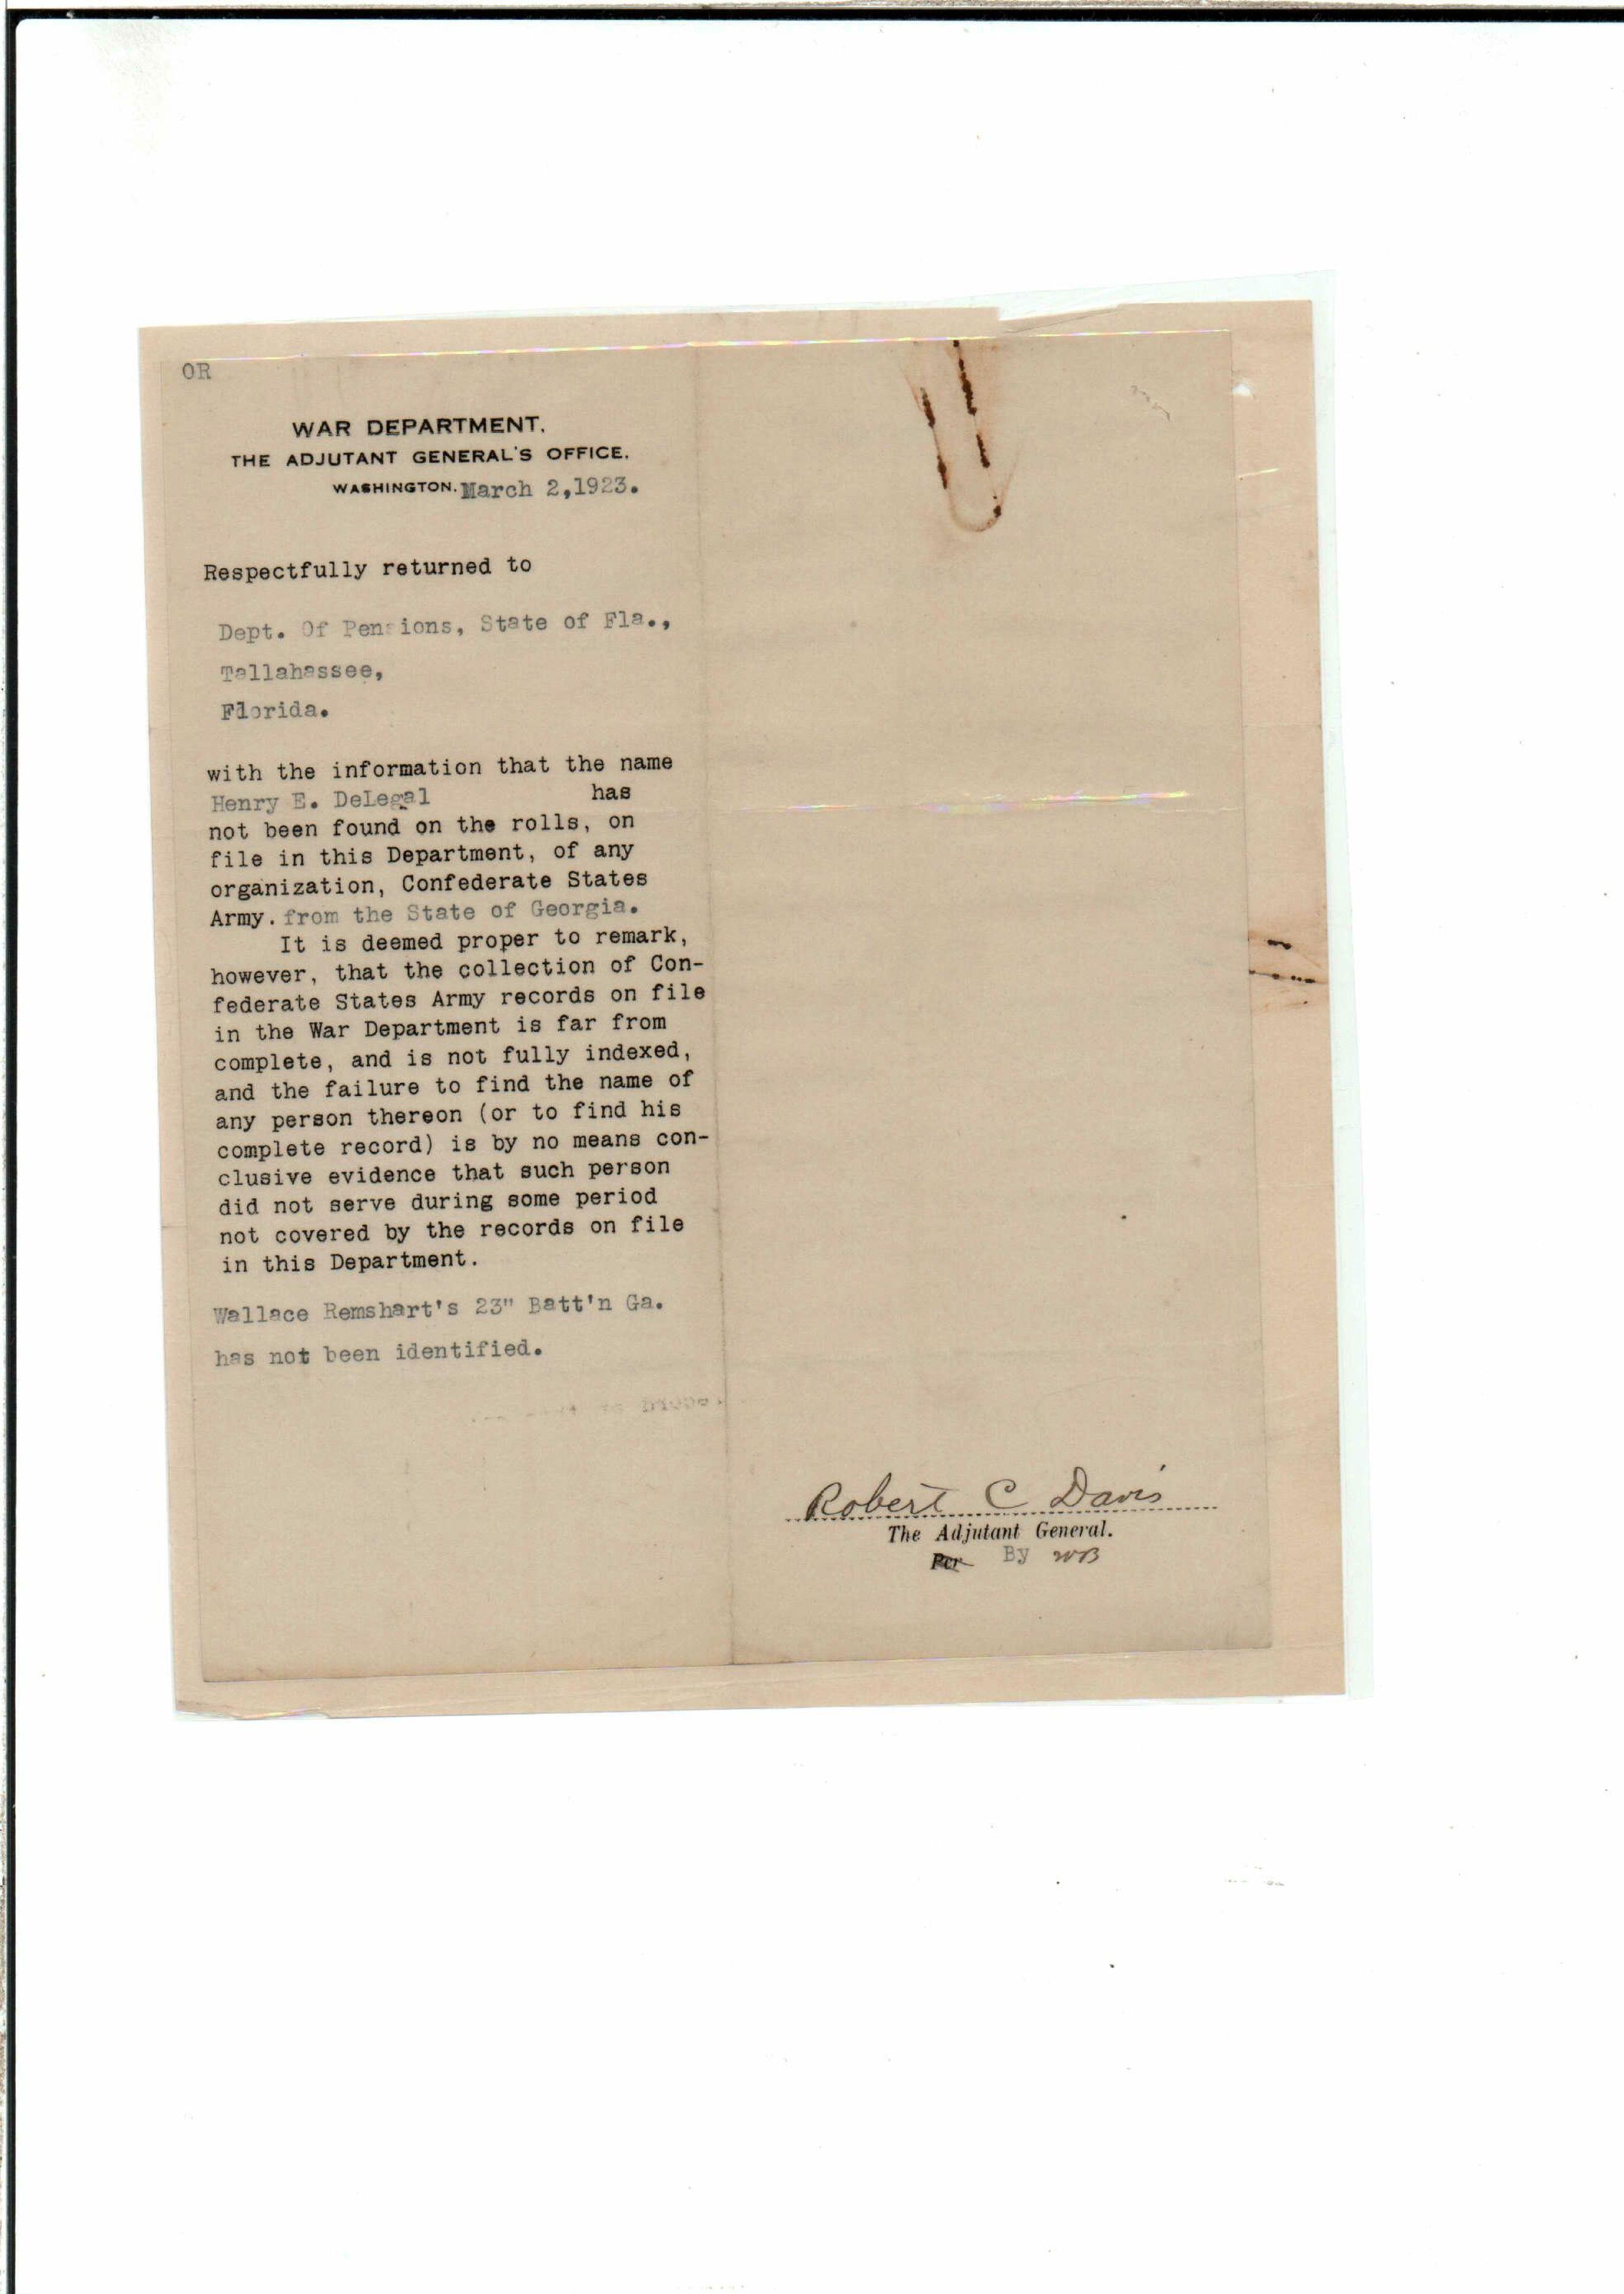 OR
WAR DEPARTMENT.
THE ADJUTANT GENERAL'S OFFICE.
WASHINGTON. March 2,1923.
Respectfully returned to
Dept. Of Pensions, State of Fla.,
Tallahassee,
Florida.
with the information that the name
Henry E. DeLegal has
not been found on the rolls, on
file in this Department, of any
organization, Confederate States
Army. from the State of Georgia.
It is deemed proper to remark,
however, that the collection of Con-
federate States Army records on file
in the War Department is far from
complete, and is not fully indexed,
and the failure to find the name of
any person thereon (or to find his
complete record) is by no means con-
clusive evidence that such person
did not serve during some period
not covered by the records on file
in this Department.
Wallace Remshart's 23" Batt'n Ga.
has not been identified.
Robert C Davis
The Adjutant General.
Per By WB